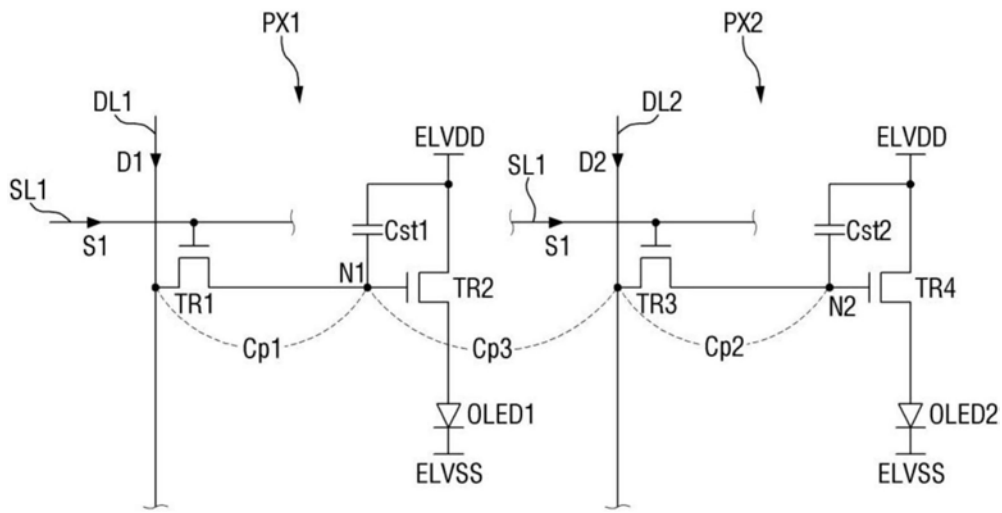 PX1 PX2
DL1 DL2
ELVDD ELVDD
D1 D2
SL1 SL1
S1 Cst1 S1 Cst2
N1
TR1 TR2 TR3 N2 TR4
Cp1 Cp3 Cp2
OLED1 OLED2
ELVSS ELVSS